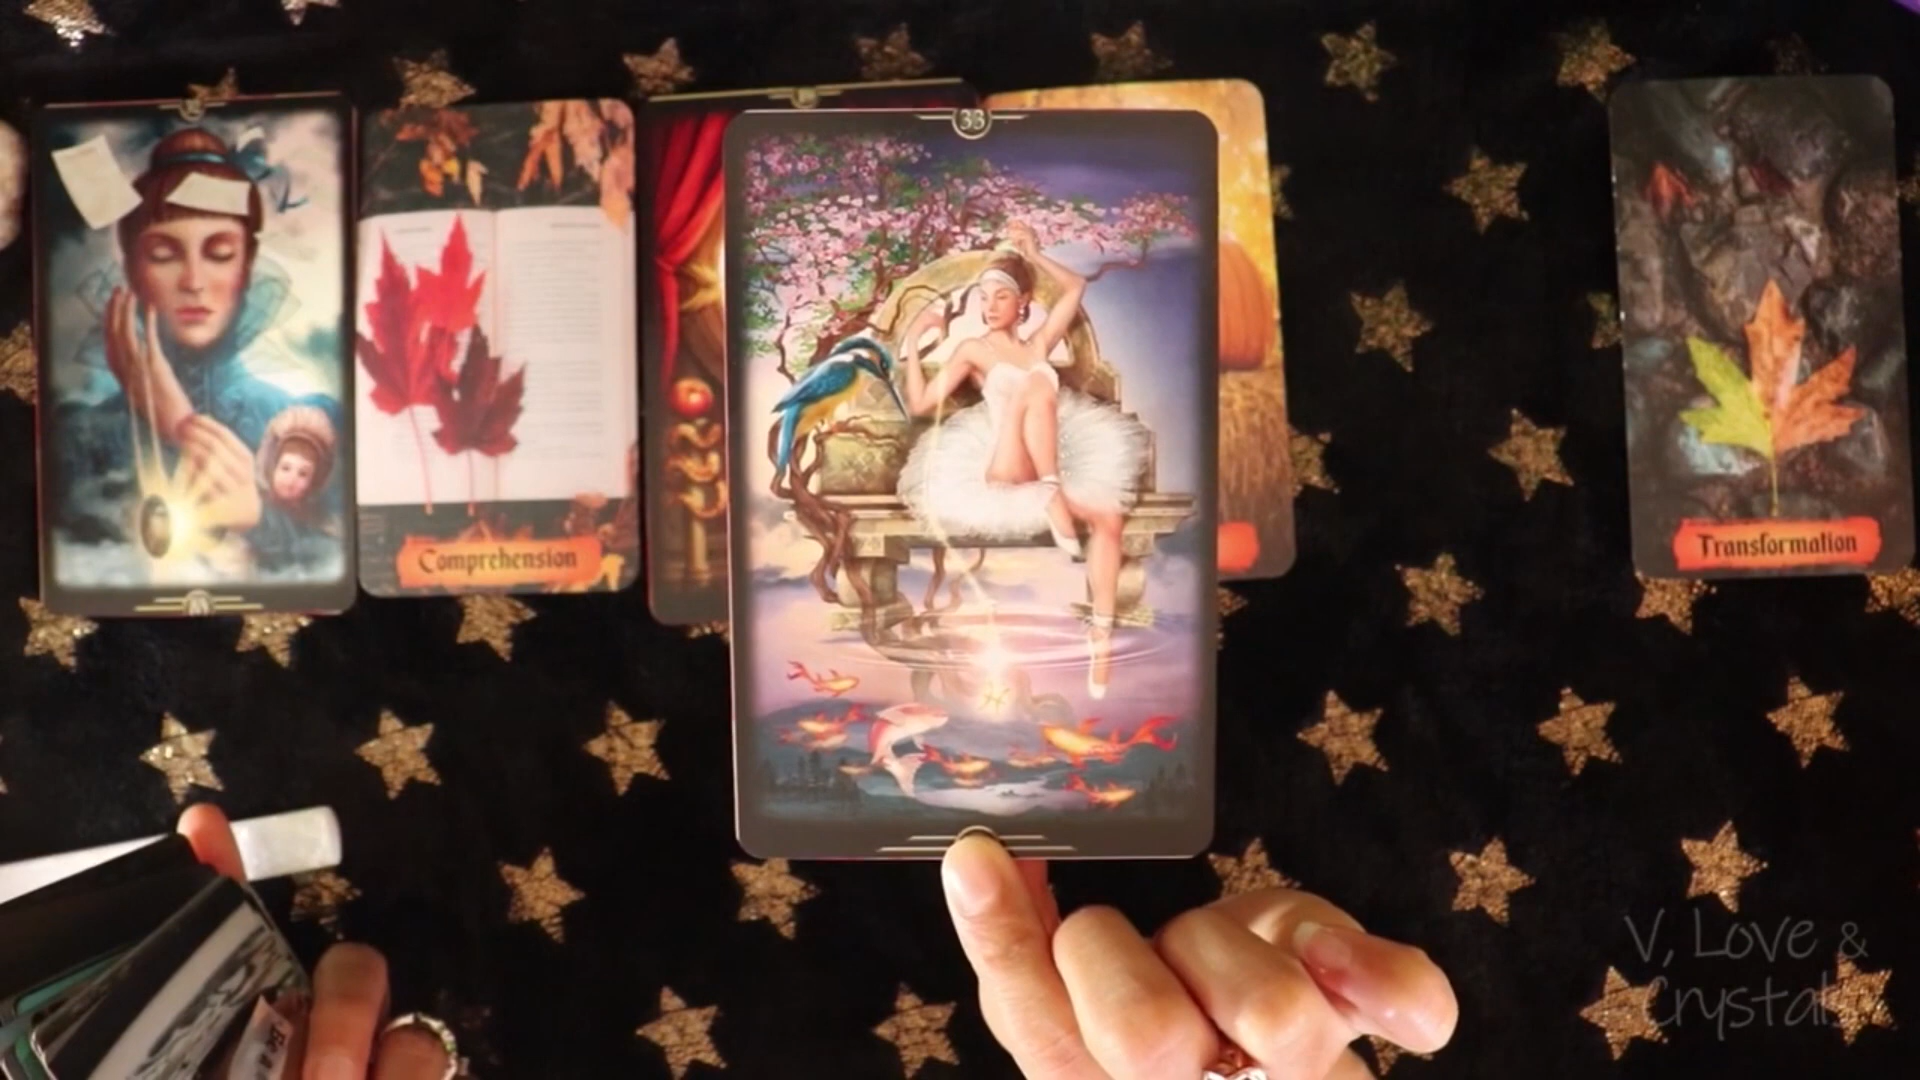 33
Comprehension
Transformation
V, Love &
Crystals